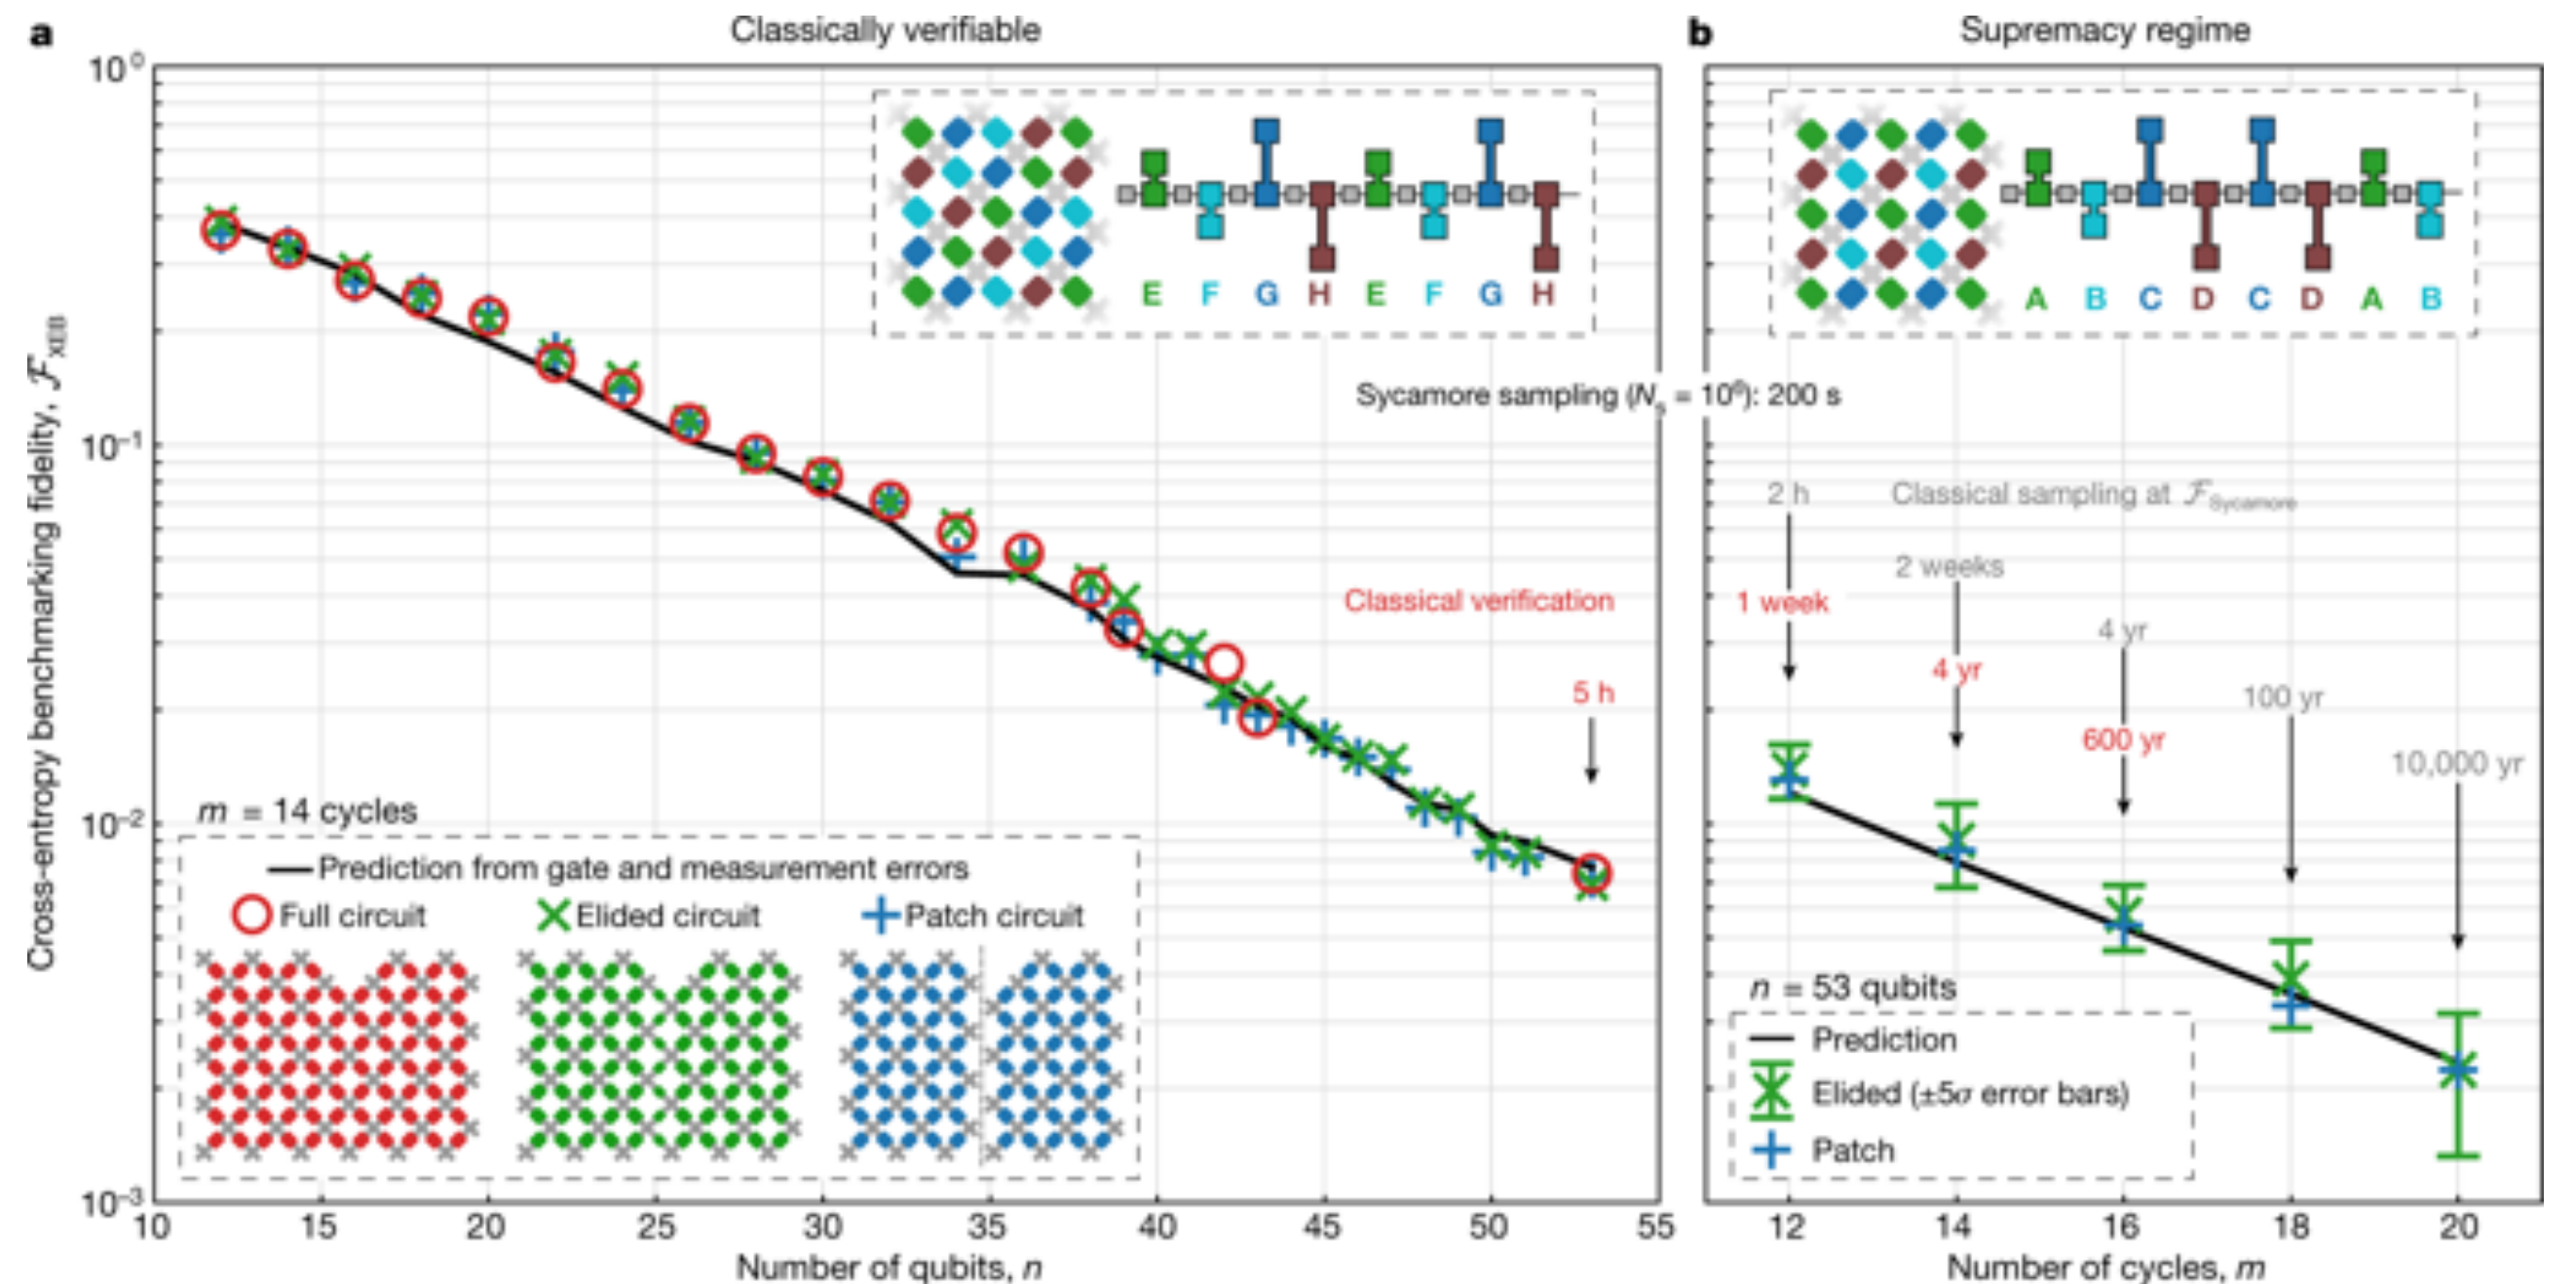 a
Classically verifiable
10⁰
10⁻¹
10⁻²
10⁻³
Cross-entropy benchmarking fidelity, ℱXEB
E F G H E F G H
Classical verification
5 h
m = 14 cycles
Prediction from gate and measurement errors
Full circuit
Elided circuit
Patch circuit
10 15 20 25 30 35 40 45 50 55
Number of qubits, n
Sycamore sampling (Ns = 10⁶): 200 s
b
Supremacy regime
A B C D C D A B
Classical sampling at ℱSycamore
2 h
1 week
2 weeks
4 yr
4 yr
600 yr
100 yr
10,000 yr
n = 53 qubits
Prediction
Elided (±5σ error bars)
Patch
12 14 16 18 20
Number of cycles, m